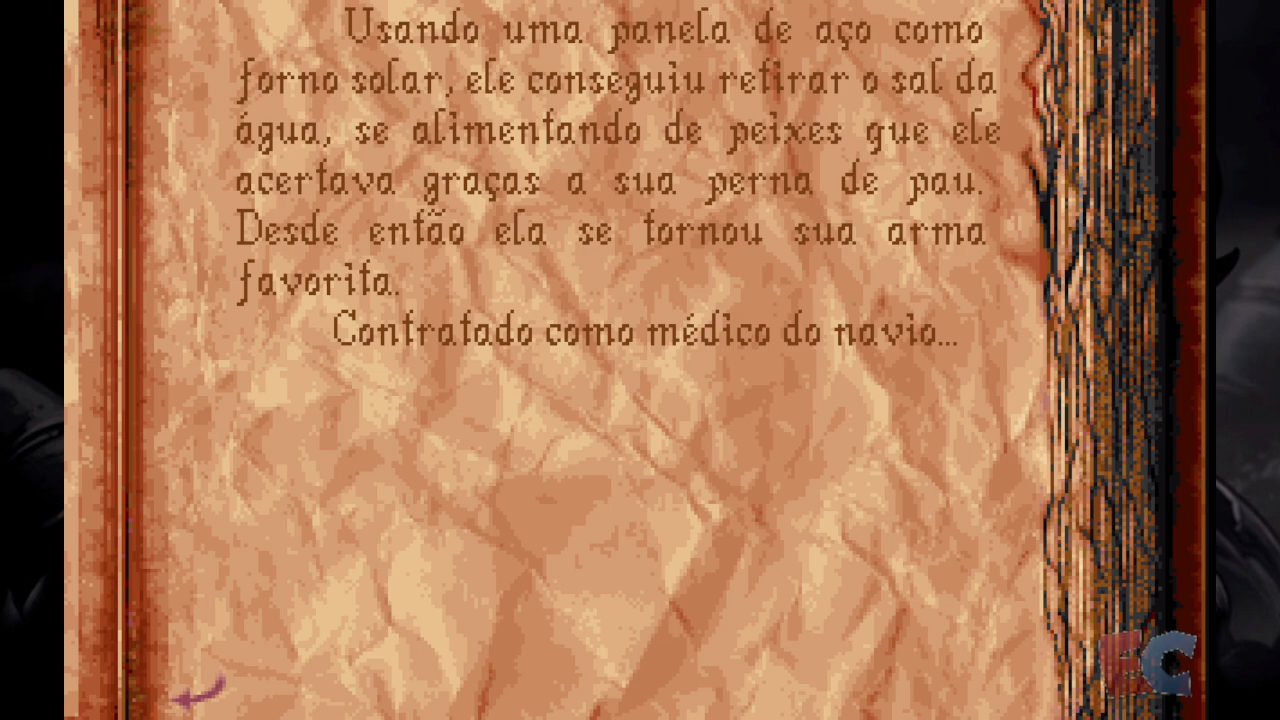 Usando uma panela de aço como
forno solar, ele conseguiu retirar o sal da
água, se alimentando de peixes que ele
acertava graças a sua perna de pau.
Desde então ela se tornou sua arma
favorita.
Contratado como médico do navio...
EC